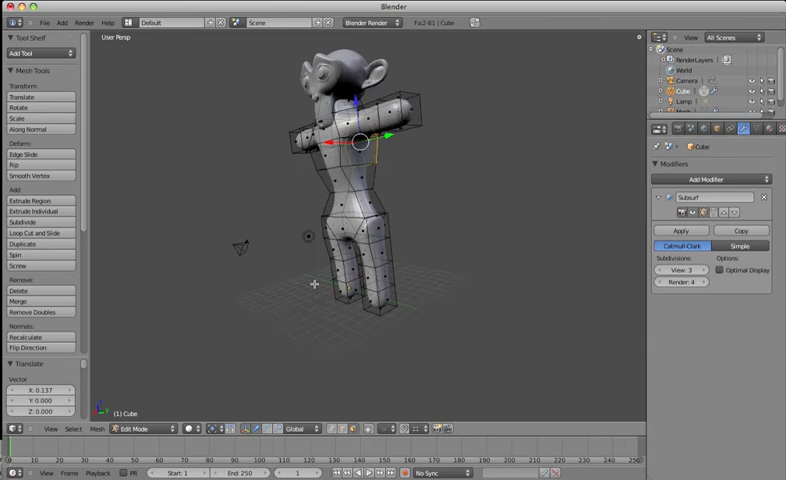 Blender
File Add Render Help Default Scene Blender Render Fa:2-61 | Cube
Tool Shelf
Add Tool
Mesh Tools
Transform:
Translate
Rotate
Scale
Along Normal
Deform:
Edge Slide
Rip
Smooth Vertex
Add:
Extrude Region
Extrude Individual
Subdivide
Loop Cut and Slide
Duplicate
Spin
Screw
Remove:
Delete
Merge
Remove Doubles
Normals:
Recalculate
Flip Direction
Translate
Vector
X: 0.137
Y: 0.000
Z: 0.000
User Persp
(1) Cube
View Select Mesh Edit Mode Global
View All Scenes
Scene
RenderLayers
World
Camera
Cube
Lamp
Cube
Modifiers
Add Modifier
Subsurf
Apply Copy
Catmull-Clark Simple
Subdivisions: Options:
View: 3 Optimal Display
Render: 4
0 10 20 30 40 50 60 70 80 90 100 110 120 130 140 150 160 170 180 190 200 210 220 230 240 250
View Frame Playback PR Start: 1 End: 250 1 No Sync